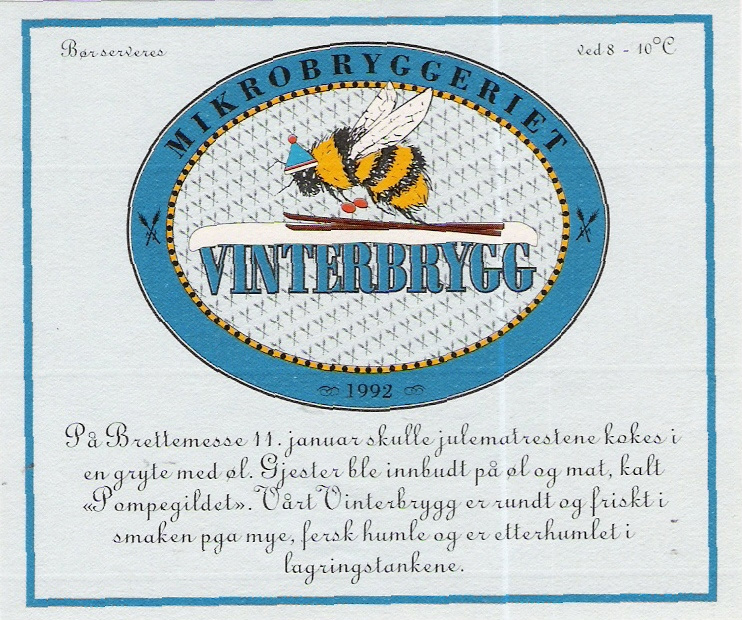 Bør serveres ved 8 - 10°C
MIKROBRYGGERIET
VINTERBRYGG
1992
På Brettemesse 11. januar skulle julematrestene kokes i
en gryte med øl. Gjester ble innbudt på øl og mat, kalt
«Pompegildet». Vårt Vinterbrygg er rundt og friskt i
smaken pga mye, fersk humle og er etterhumlet i
lagringstankene.